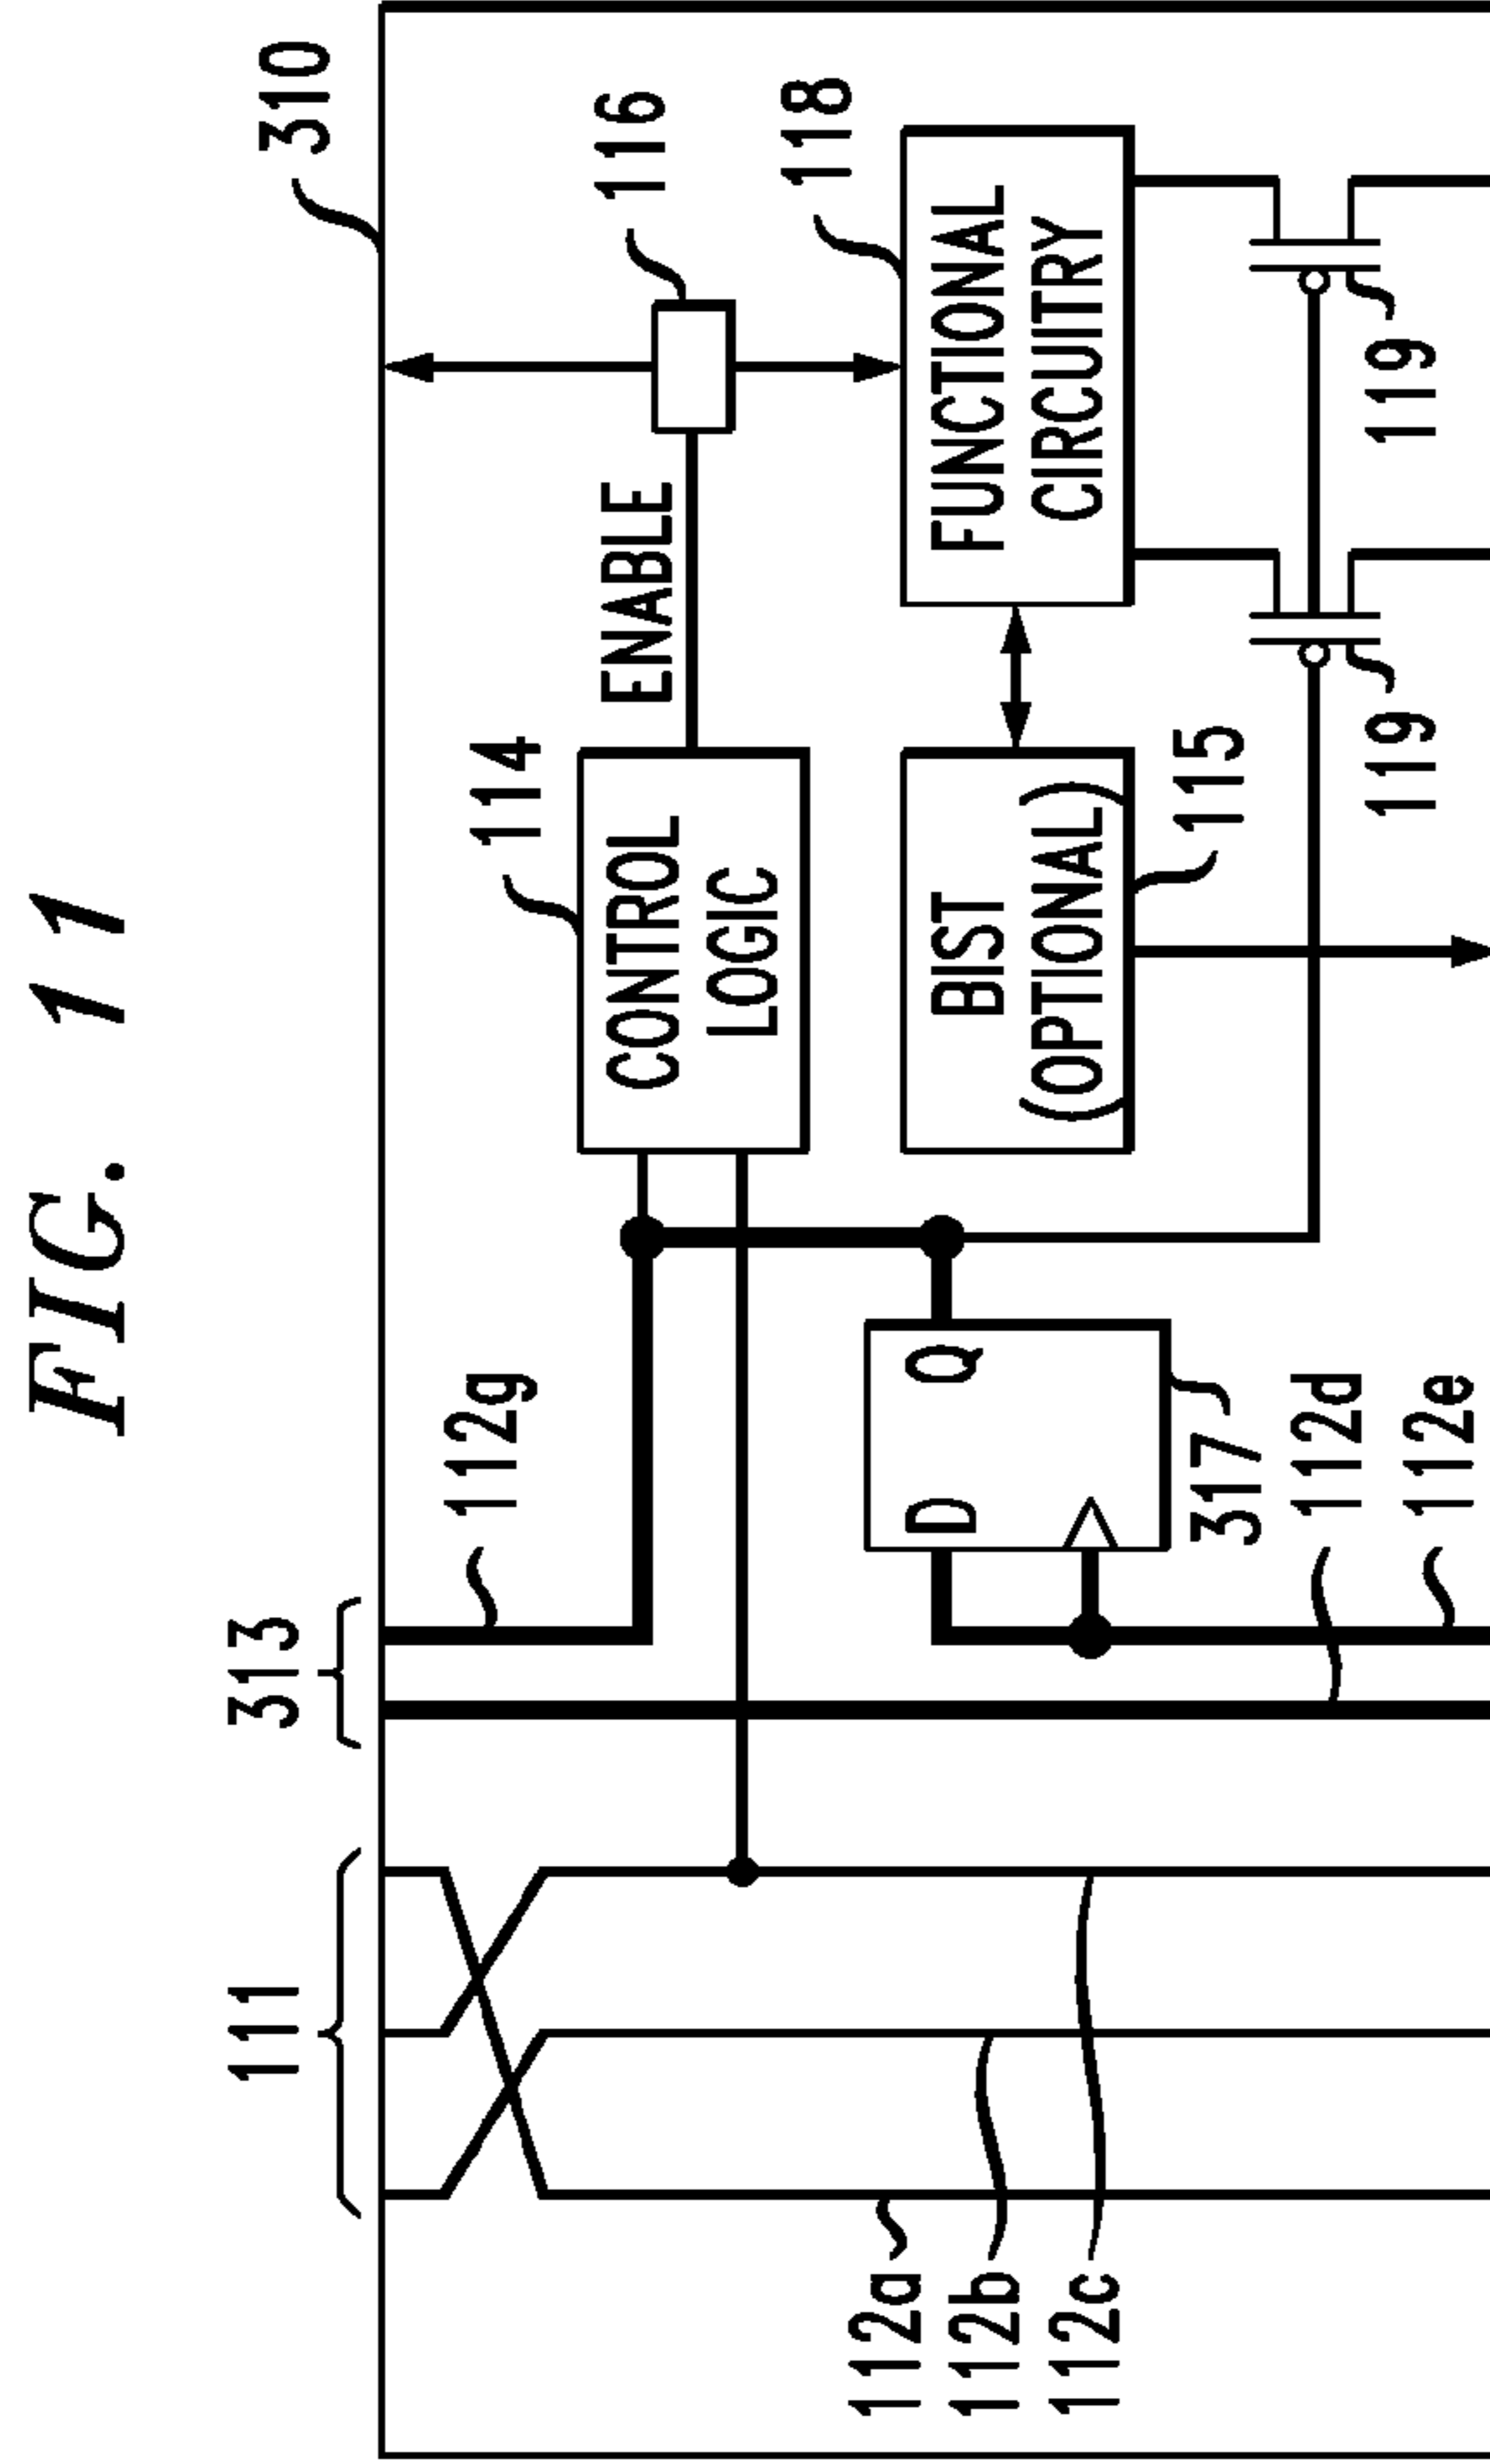 FIG. 11
310
116
118
114
ENABLE
CONTROL
LOGIC
FUNCTIONAL
CIRCUITRY
BIST
(OPTIONAL)
115
119
119
313
112g
D
Q
317
112d
112e
111
112a
112b
112c